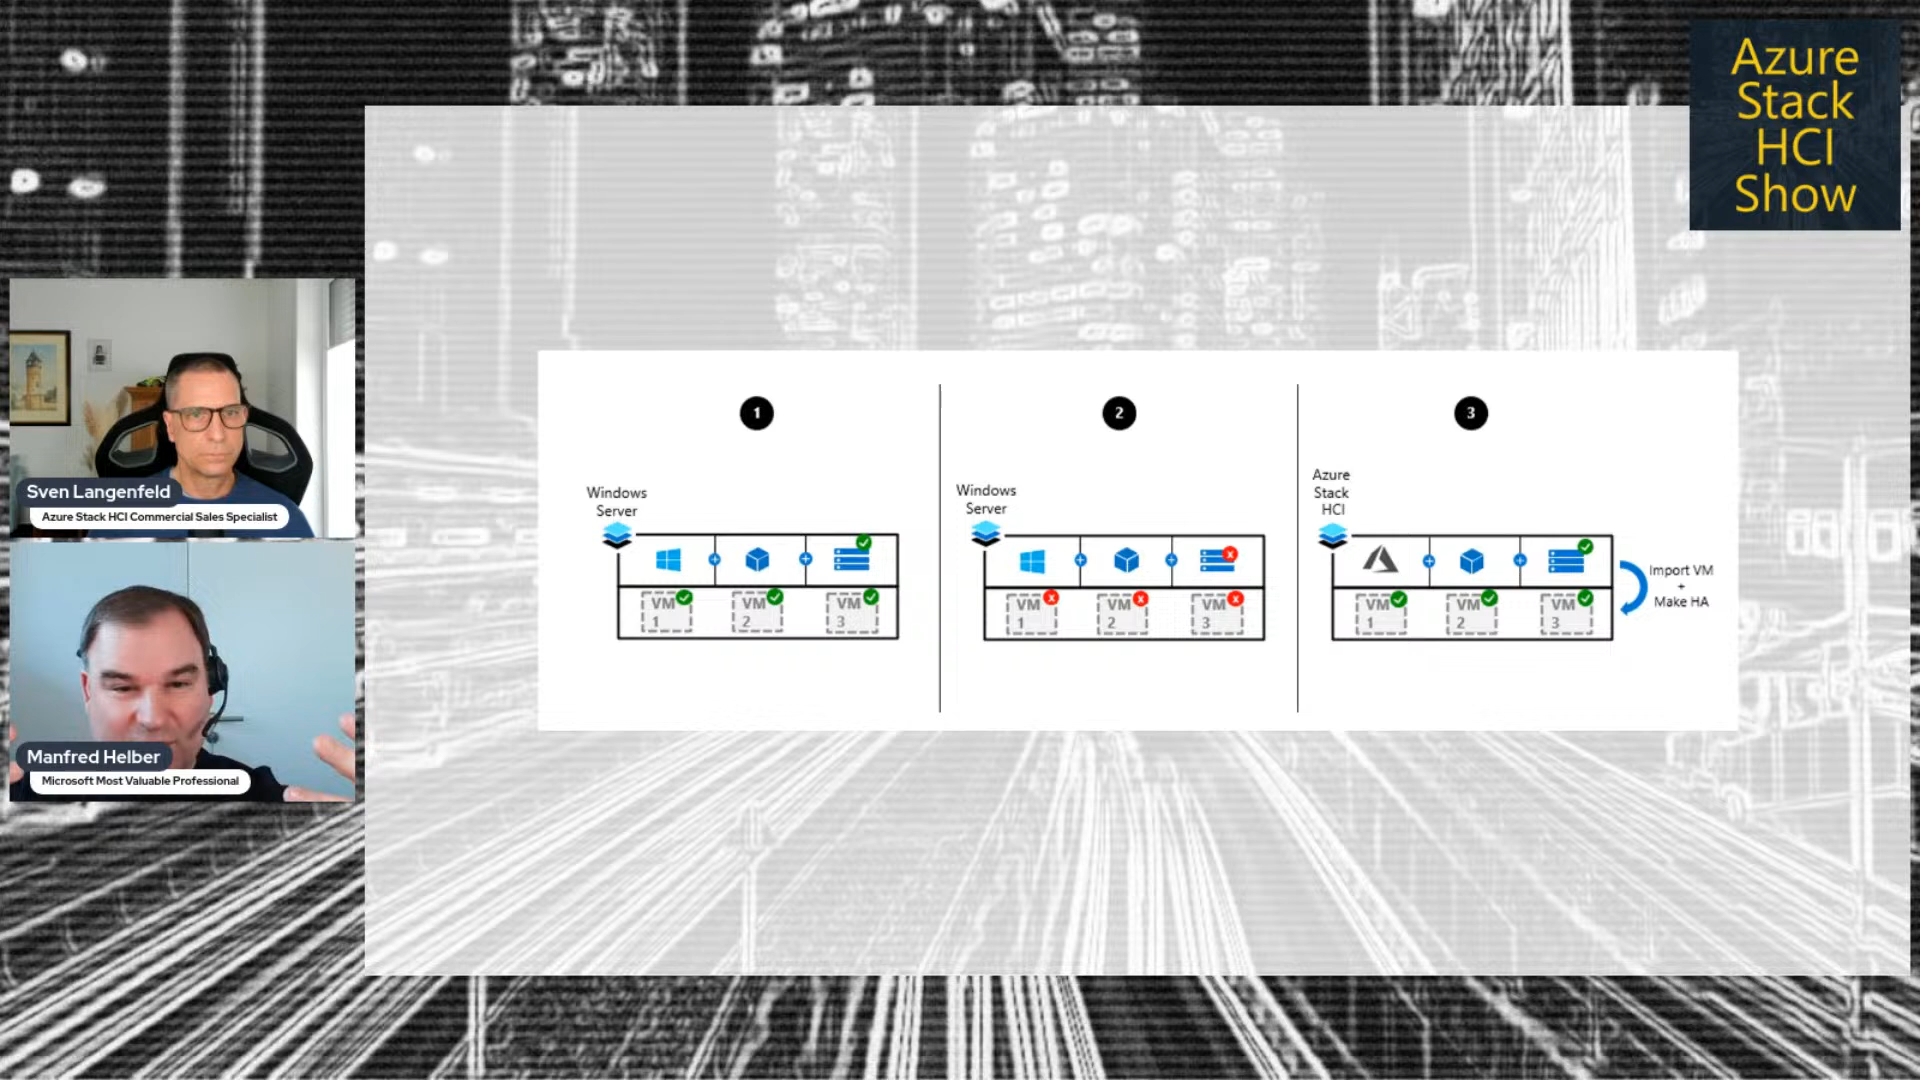 Azure
Stack
HCI
Show
Sven Langenfeld
Azure Stack HCI Commercial Sales Specialist
Manfred Helber
Microsoft Most Valuable Professional
1
Windows
Server
VM
1
VM
2
VM
3
2
Windows
Server
VM
1
VM
2
VM
3
3
Azure
Stack
HCI
VM
1
VM
2
VM
3
Import VM
+
Make HA